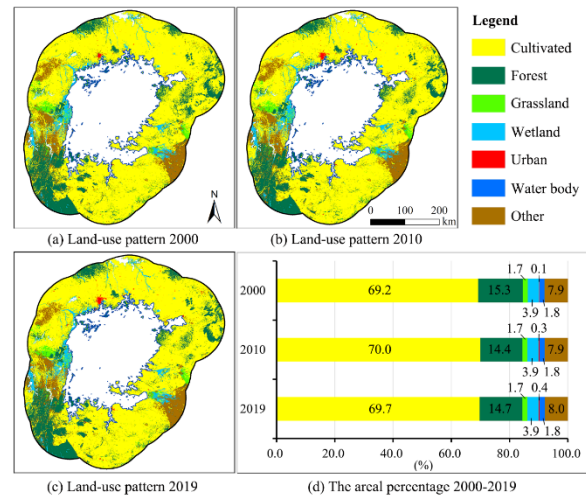 Legend
Cultivated
Forest
Grassland
Wetland
Urban
Water body
Other
N
0 100 200
km
(a) Land-use pattern 2000
(b) Land-use pattern 2010
(c) Land-use pattern 2019
1.7 0.1
2000 69.2 15.3 7.9
3.9 1.8
1.7 0.3
2010 70.0 14.4 7.9
3.9 1.8
1.7 0.4
2019 69.7 14.7 8.0
3.9 1.8
0.0 20.0 40.0 60.0 80.0 100.0
(%)
(d) The areal percentage 2000-2019